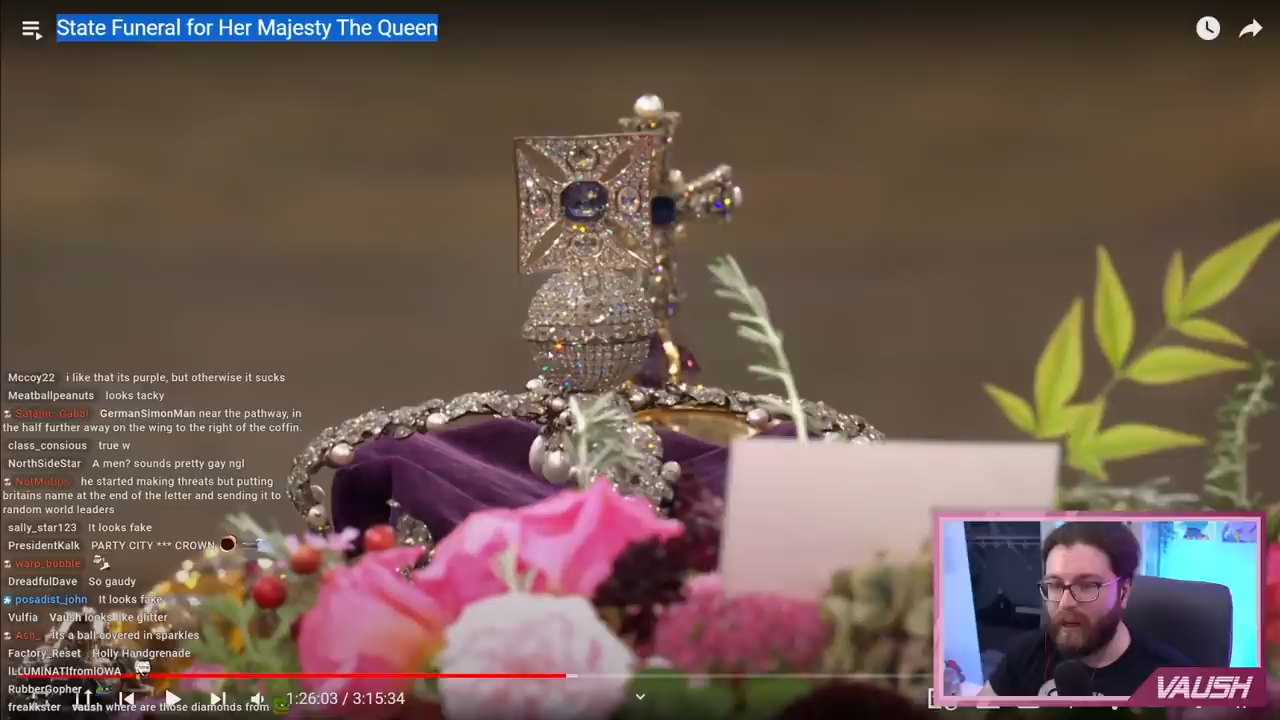 State Funeral for Her Majesty The Queen
Mccoy22 i like that its purple, but otherwise it sucks
Meatballpeanuts looks tacky
Satanic_Cabal GermanSimonMan near the pathway, in
the half further away on the wing to the right of the coffin.
class_consious true w
NorthSideStar A men? sounds pretty gay ngl
NotMobus he started making threats but putting
britains name at the end of the letter and sending it to
random world leaders
sally_star123 It looks fake
PresidentKalk PARTY CITY *** CROWN
warp_bubble
DreadfulDave So gaudy
posadist_john It looks fake
Vulfia Vaush looks like glitter
Ash_ its a ball covered in sparkles
Factory_Reset Holly Handgrenade
ILLUMINATIfromIOWA
RubberGopher
freakkster vaush where are those diamonds from
1:26:03 / 3:15:34
VAUSH